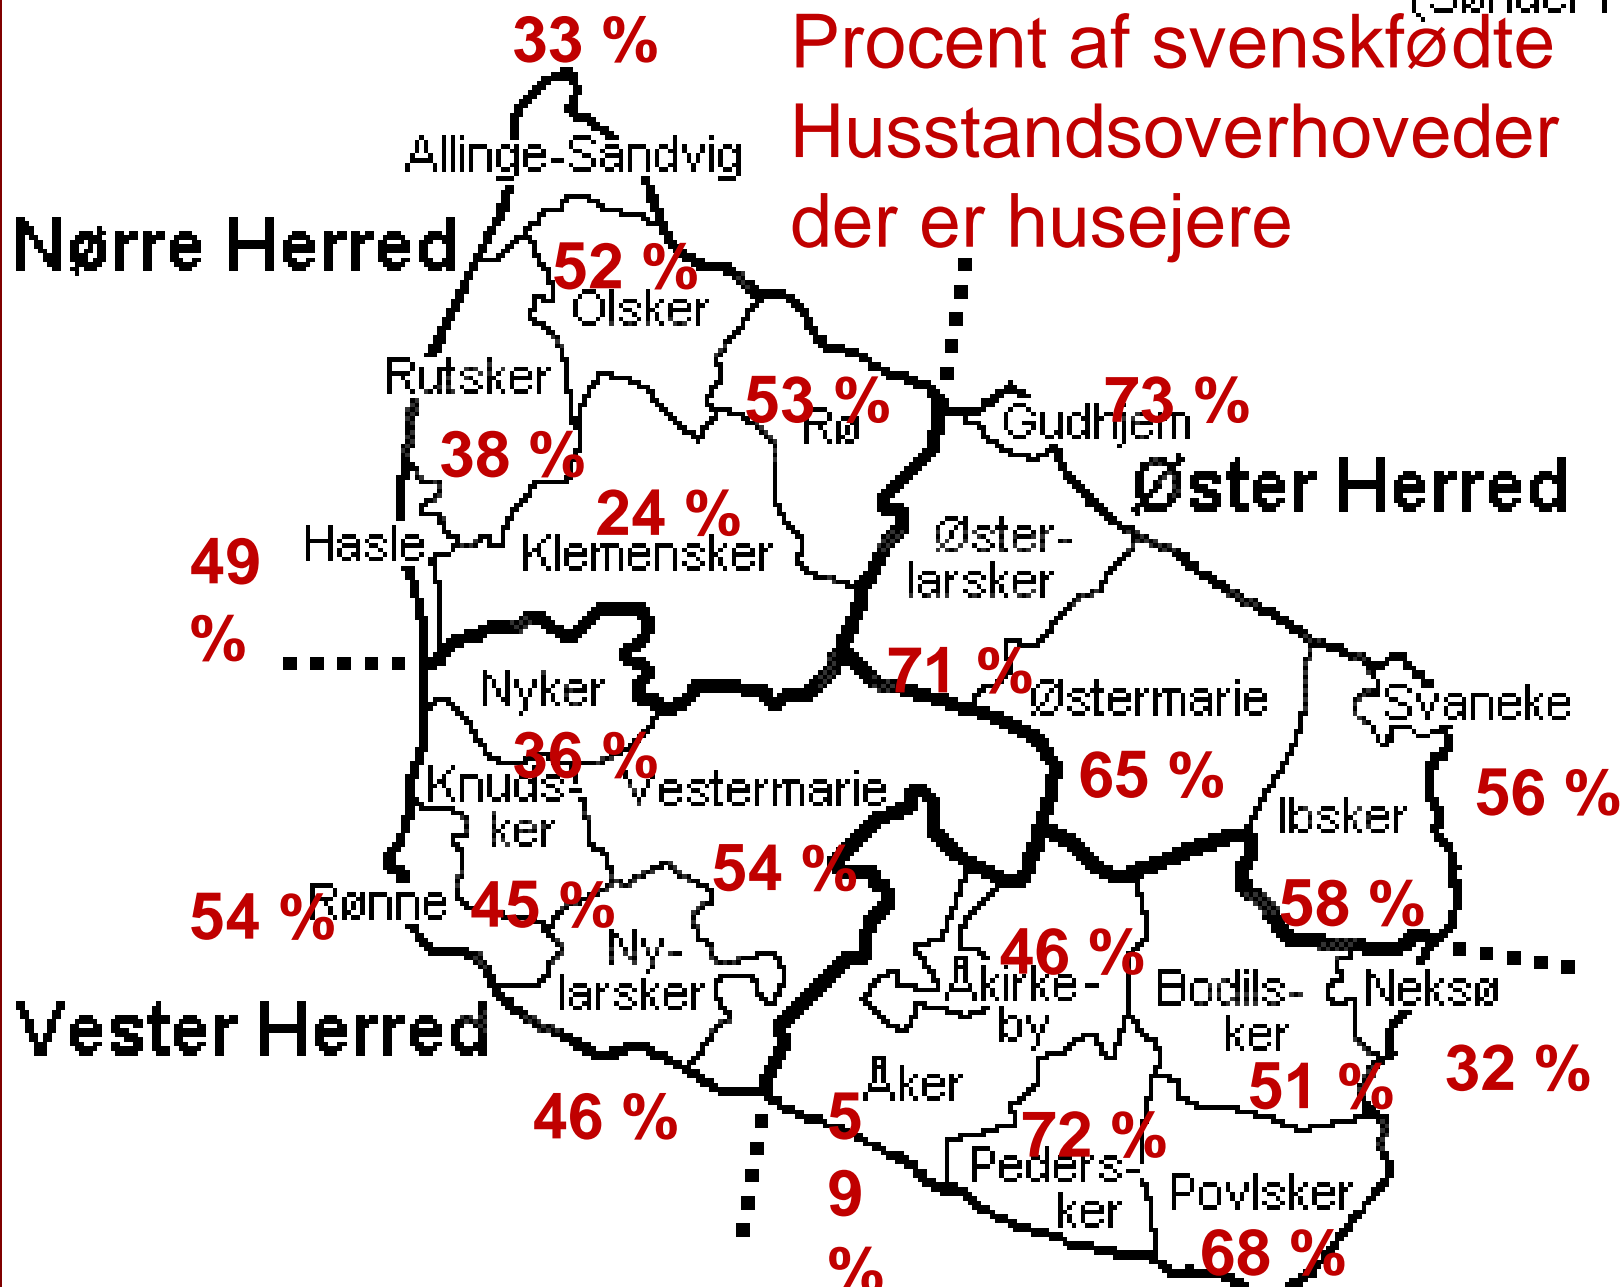 33 %
Procent af svenskfødte
Husstandsoverhoveder
der er husejere
Allinge-Sandvig
Nørre Herred
52 %
Olsker
Rutsker
53 %
Rø
73 %
Gudhjem
38 %
Øster Herred
24 %
Hasle
Klemensker
49
%
Øster-
larsker
Nyker
71 %
Østermarie
Svaneke
36 %
Knuds-
ker
Vestermarie
65 %
56 %
Ibsker
54 %
54 %
Rønne
45 %
58 %
Ny-
larsker
46 %
Åkirke-
by
Bodils-
ker
Neksø
Vester Herred
Åker
51 %
32 %
46 %
5
9
%
72 %
Peders-
ker
Povlsker
68 %